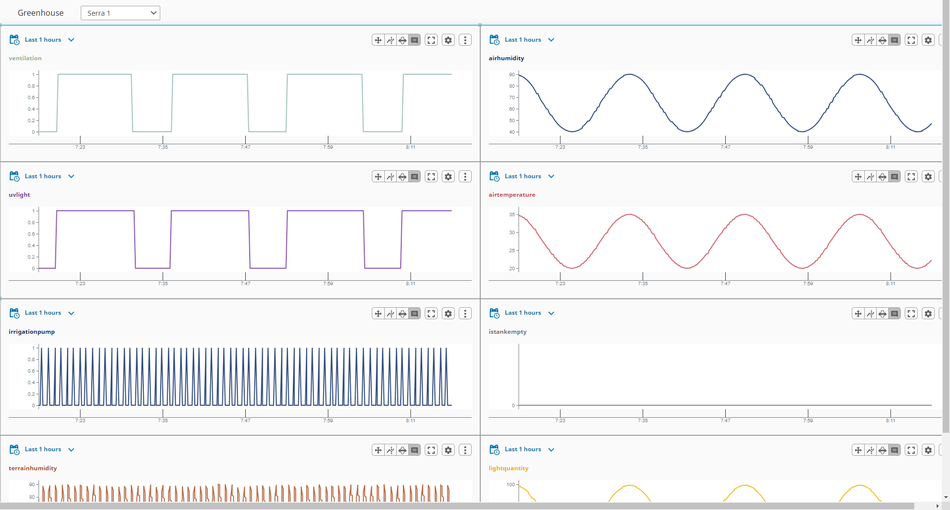 Greenhouse Serra 1
Last 1 hours
ventilation
1
0.8
0.6
0.4
0.2
0
7:23 7:35 7:47 7:59 8:11
Last 1 hours
airhumidity
80
70
60
50
40
7:23 7:35 7:47 7:59 8:11
Last 1 hours
uvlight
1
0.8
0.6
0.4
0.2
0
7:23 7:35 7:47 7:59 8:11
Last 1 hours
airtemperature
35
30
25
20
7:23 7:35 7:47 7:59 8:11
Last 1 hours
irrigationpump
1
0.8
0.6
0.4
0.2
0
7:23 7:35 7:47 7:59 8:11
Last 1 hours
istankempty
0
7:23 7:35 7:47 7:59 8:11
Last 1 hours
terrainhumidity
80
Last 1 hours
lightquantity
100